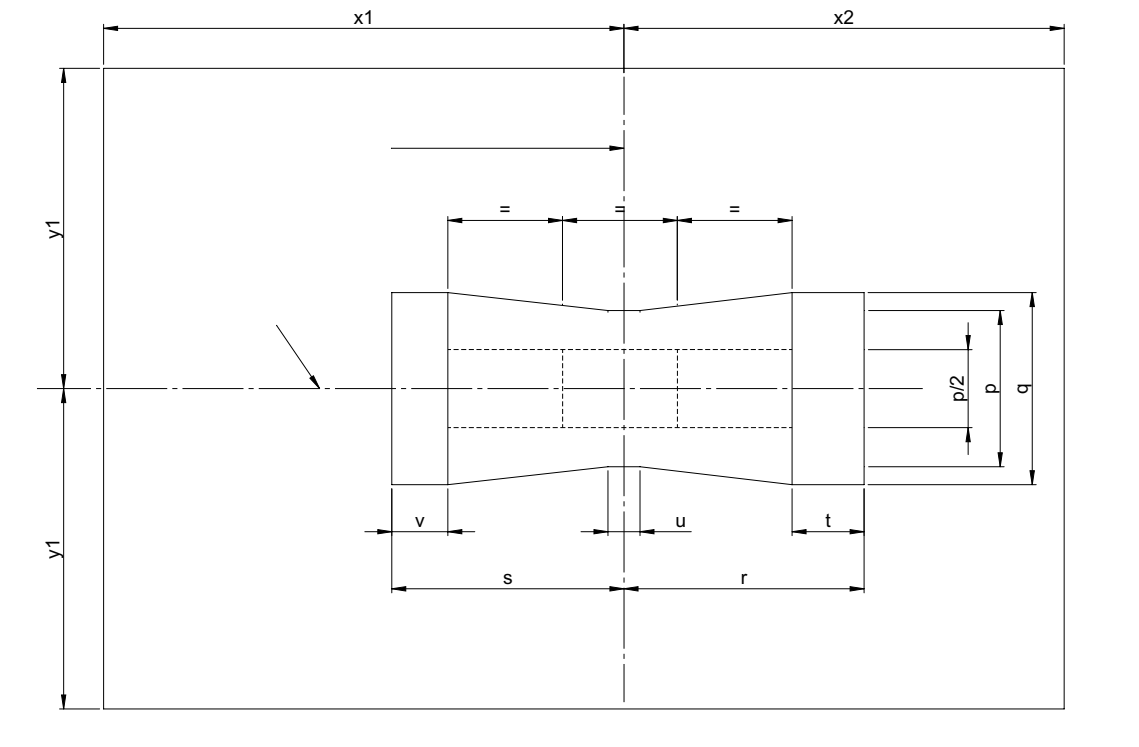 x1 x2
= = =
y1
p/2 p q
v u t
s r
y1